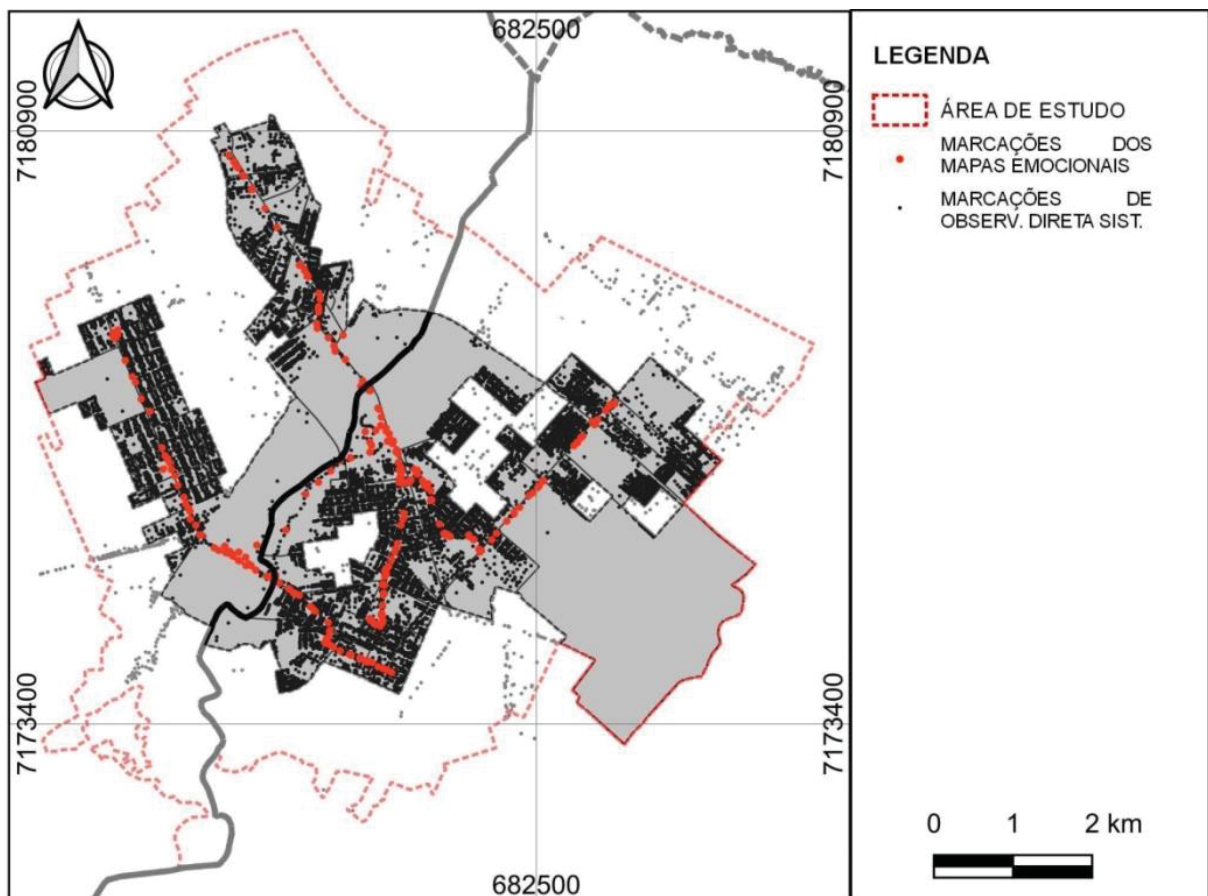 682500
7180900
7180900
7173400
7173400
682500
LEGENDA
ÁREA DE ESTUDO
MARCAÇÕES DOS
MAPAS EMOCIONAIS
MARCAÇÕES DE
OBSERV. DIRETA SIST.
0 1 2 km